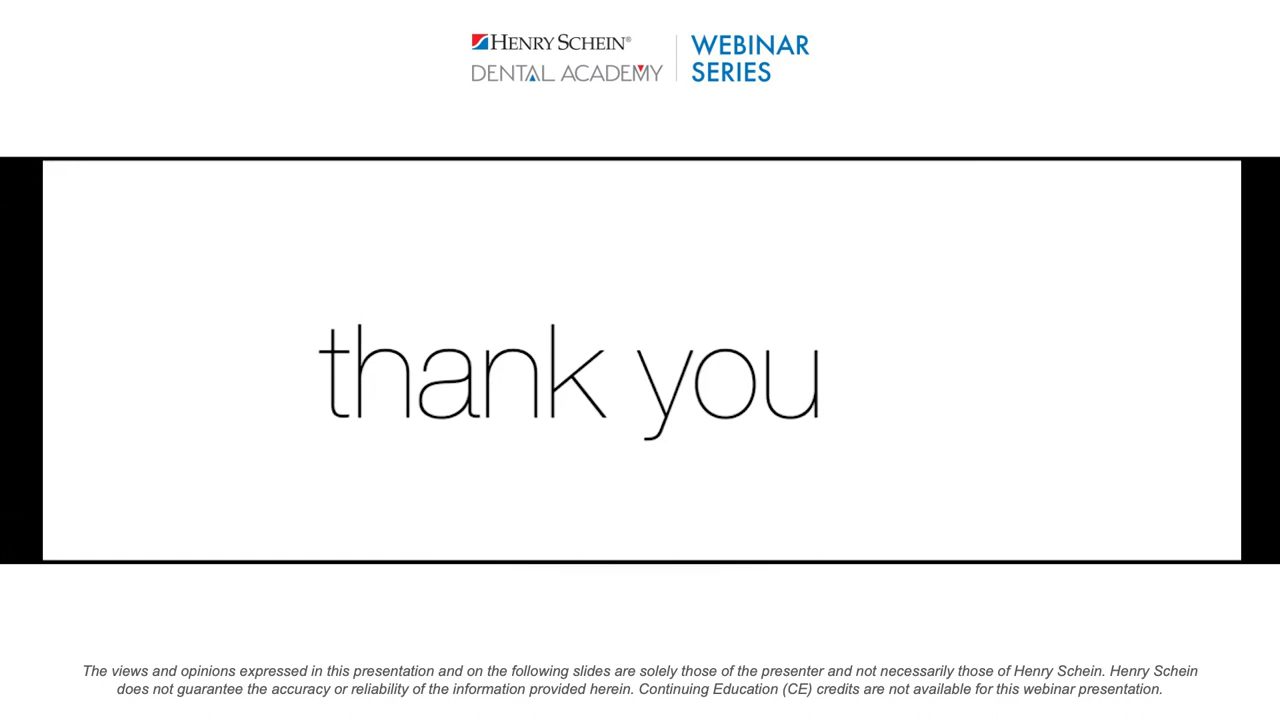 HENRY SCHEIN®
DENTAL ACADEMY
WEBINAR
SERIES
thank you
The views and opinions expressed in this presentation and on the following slides are solely those of the presenter and not necessarily those of Henry Schein. Henry Schein
does not guarantee the accuracy or reliability of the information provided herein. Continuing Education (CE) credits are not available for this webinar presentation.